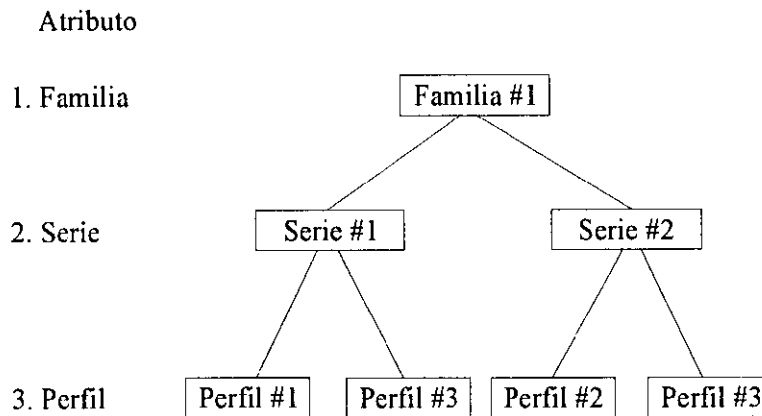 Atributo
1. Familia Familia #1
2. Serie Serie #1 Serie #2
3. Perfil Perfil #1 Perfil #3 Perfil #2 Perfil #3